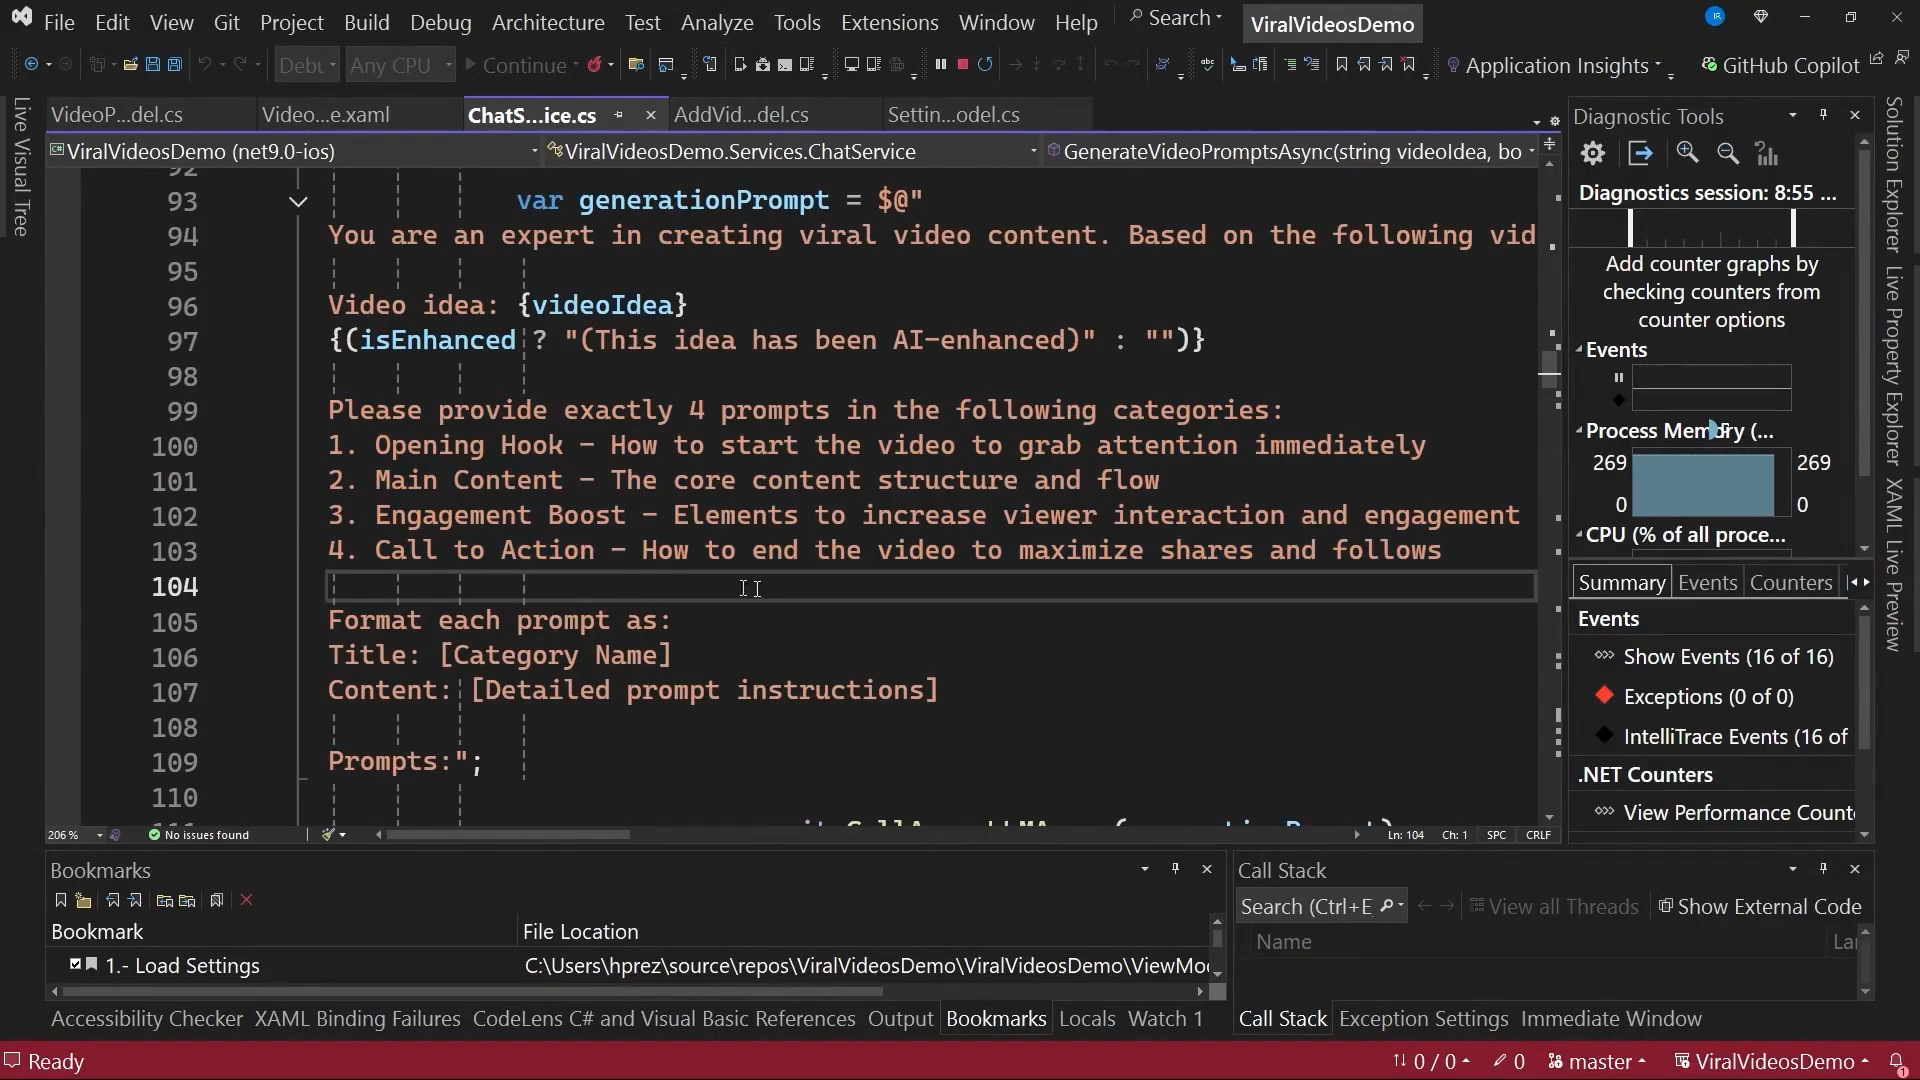 File Edit View Git Project Build Debug Architecture Test Analyze Tools Extensions Window Help Search ViralVideosDemo
Any CPU Continue Application Insights GitHub Copilot
VideoP...del.cs Video...e.xaml ChatS...ice.cs AddVid...del.cs Settin...odel.cs
ViralVideosDemo (net9.0-ios) ViralVideosDemo.Services.ChatService GenerateVideoPromptsAsync(string videoIdea, bo
93 var generationPrompt = $@"
94 You are an expert in creating viral video content. Based on the following vid
95
96 Video idea: {videoIdea}
97 {(isEnhanced ? "(This idea has been AI-enhanced)" : "")}
98
99 Please provide exactly 4 prompts in the following categories:
100 1. Opening Hook - How to start the video to grab attention immediately
101 2. Main Content - The core content structure and flow
102 3. Engagement Boost - Elements to increase viewer interaction and engagement
103 4. Call to Action - How to end the video to maximize shares and follows
104
105 Format each prompt as:
106 Title: [Category Name]
107 Content: [Detailed prompt instructions]
108
109 Prompts:";
110
206 % No issues found Ln: 104 Ch: 1 SPC CRLF
Live Visual Tree
Diagnostic Tools
Diagnostics session: 8:55 ...
Add counter graphs by
checking counters from
counter options
Events
Process Memory (...
269 269
0 0
CPU (% of all proce...
Summary Events Counters
Events
Show Events (16 of 16)
Exceptions (0 of 0)
IntelliTrace Events (16 of
.NET Counters
View Performance Count
Solution Explorer
Live Property Explorer
XAML Live Preview
Bookmarks
Bookmark File Location
1.- Load Settings C:\Users\hprez\source\repos\ViralVideosDemo\ViralVideosDemo\ViewMo
Call Stack
Search (Ctrl+E View all Threads Show External Code
Name
Accessibility Checker XAML Binding Failures CodeLens C# and Visual Basic References Output Bookmarks Locals Watch 1
Call Stack Exception Settings Immediate Window
Ready 0 / 0 0 master ViralVideosDemo 1